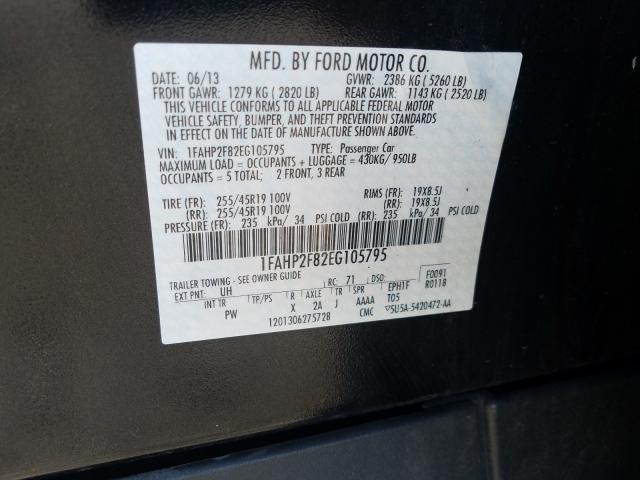 MFD. BY FORD MOTOR CO.
DATE: 06/13 GVWR: 2386 KG ( 5260 LB)
FRONT GAWR: 1279 KG ( 2820 LB) REAR GAWR: 1143 KG ( 2520 LB)
THIS VEHICLE CONFORMS TO ALL APPLICABLE FEDERAL MOTOR
VEHICLE SAFETY, BUMPER, AND THEFT PREVENTION STANDARDS
IN EFFECT ON THE DATE OF MANUFACTURE SHOWN ABOVE.
VIN: 1FAHP2F82EG105795 TYPE: Passenger Car
MAXIMUM LOAD = OCCUPANTS + LUGGAGE = 430KG/ 950LB
OCCUPANTS = 5 TOTAL; 2 FRONT, 3 REAR
TIRE (FR): 255/45R19 100V RIMS (FR): 19X8.5J
(RR): 255/45R19 100V (RR): 19X8.5J
PRESSURE (FR): 235 kPa/ 34 PSI COLD (RR): 235 kPa/ 34 PSI COLD
1FAHP2F82EG105795
TRAILER TOWING - SEE OWNER GUIDE F0091
EXT PNT: UH RC: 71 DSO: R0118
INT TR TP/PS R AXLE TR SPR EPH1F
PW X 2A J AAAA T05
1201306275728 CMC ▽5U5A-5420472-AA